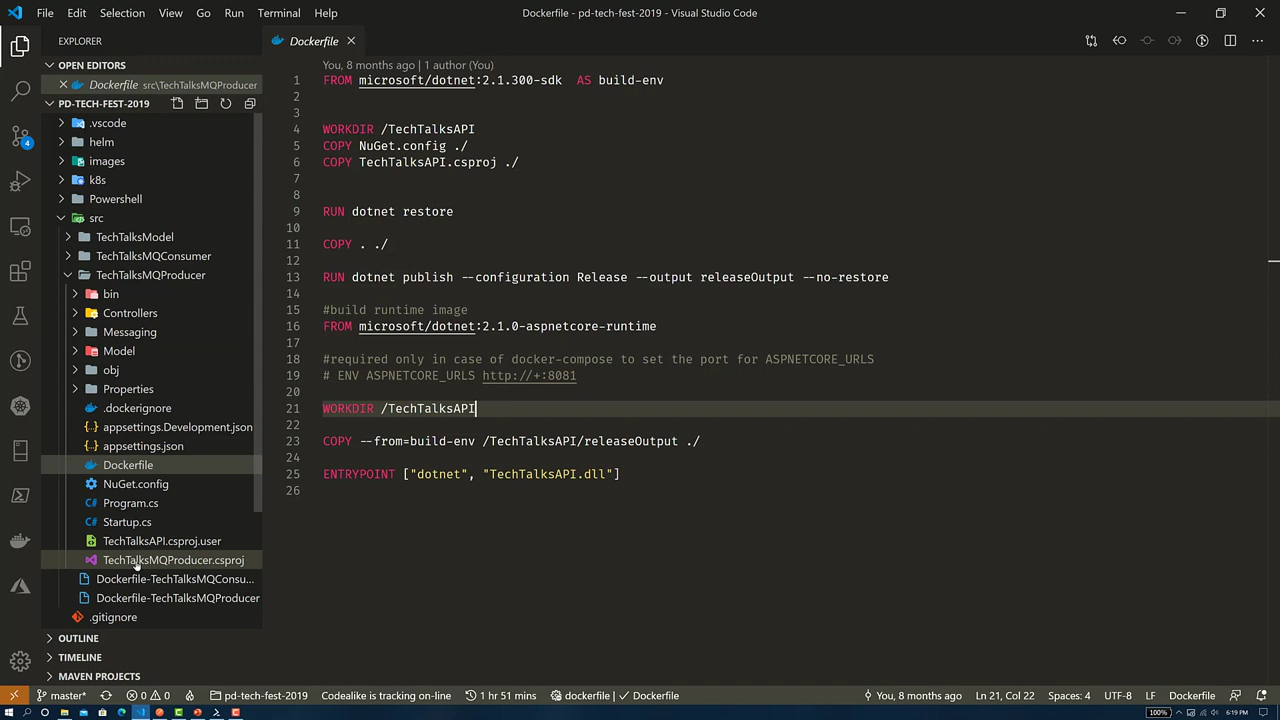 File Edit Selection View Go Run Terminal Help
Dockerfile - pd-tech-fest-2019 - Visual Studio Code
EXPLORER
OPEN EDITORS
Dockerfile src\TechTalksMQProducer
PD-TECH-FEST-2019
.vscode
helm
images
k8s
Powershell
src
TechTalksModel
TechTalksMQConsumer
TechTalksMQProducer
bin
Controllers
Messaging
Model
obj
Properties
.dockerignore
appsettings.Development.json
appsettings.json
Dockerfile
NuGet.config
Program.cs
Startup.cs
TechTalksAPI.csproj.user
TechTalksMQProducer.csproj
Dockerfile-TechTalksMQConsu...
Dockerfile-TechTalksMQProducer
.gitignore
OUTLINE
TIMELINE
MAVEN PROJECTS
4
Dockerfile
You, 8 months ago | 1 author (You)
1 FROM microsoft/dotnet:2.1.300-sdk AS build-env
2
3
4 WORKDIR /TechTalksAPI
5 COPY NuGet.config ./
6 COPY TechTalksAPI.csproj ./
7
8
9 RUN dotnet restore
10
11 COPY . ./
12
13 RUN dotnet publish --configuration Release --output releaseOutput --no-restore
14
15 #build runtime image
16 FROM microsoft/dotnet:2.1.0-aspnetcore-runtime
17
18 #required only in case of docker-compose to set the port for ASPNETCORE_URLS
19 # ENV ASPNETCORE_URLS http://+:8081
20
21 WORKDIR /TechTalksAPI
22
23 COPY --from=build-env /TechTalksAPI/releaseOutput ./
24
25 ENTRYPOINT ["dotnet", "TechTalksAPI.dll"]
26
master* 0 0 pd-tech-fest-2019 Codealike is tracking on-line 1 hr 51 mins dockerfile | Dockerfile You, 8 months ago Ln 21, Col 22 Spaces: 4 UTF-8 LF Dockerfile
100% 6:19 PM